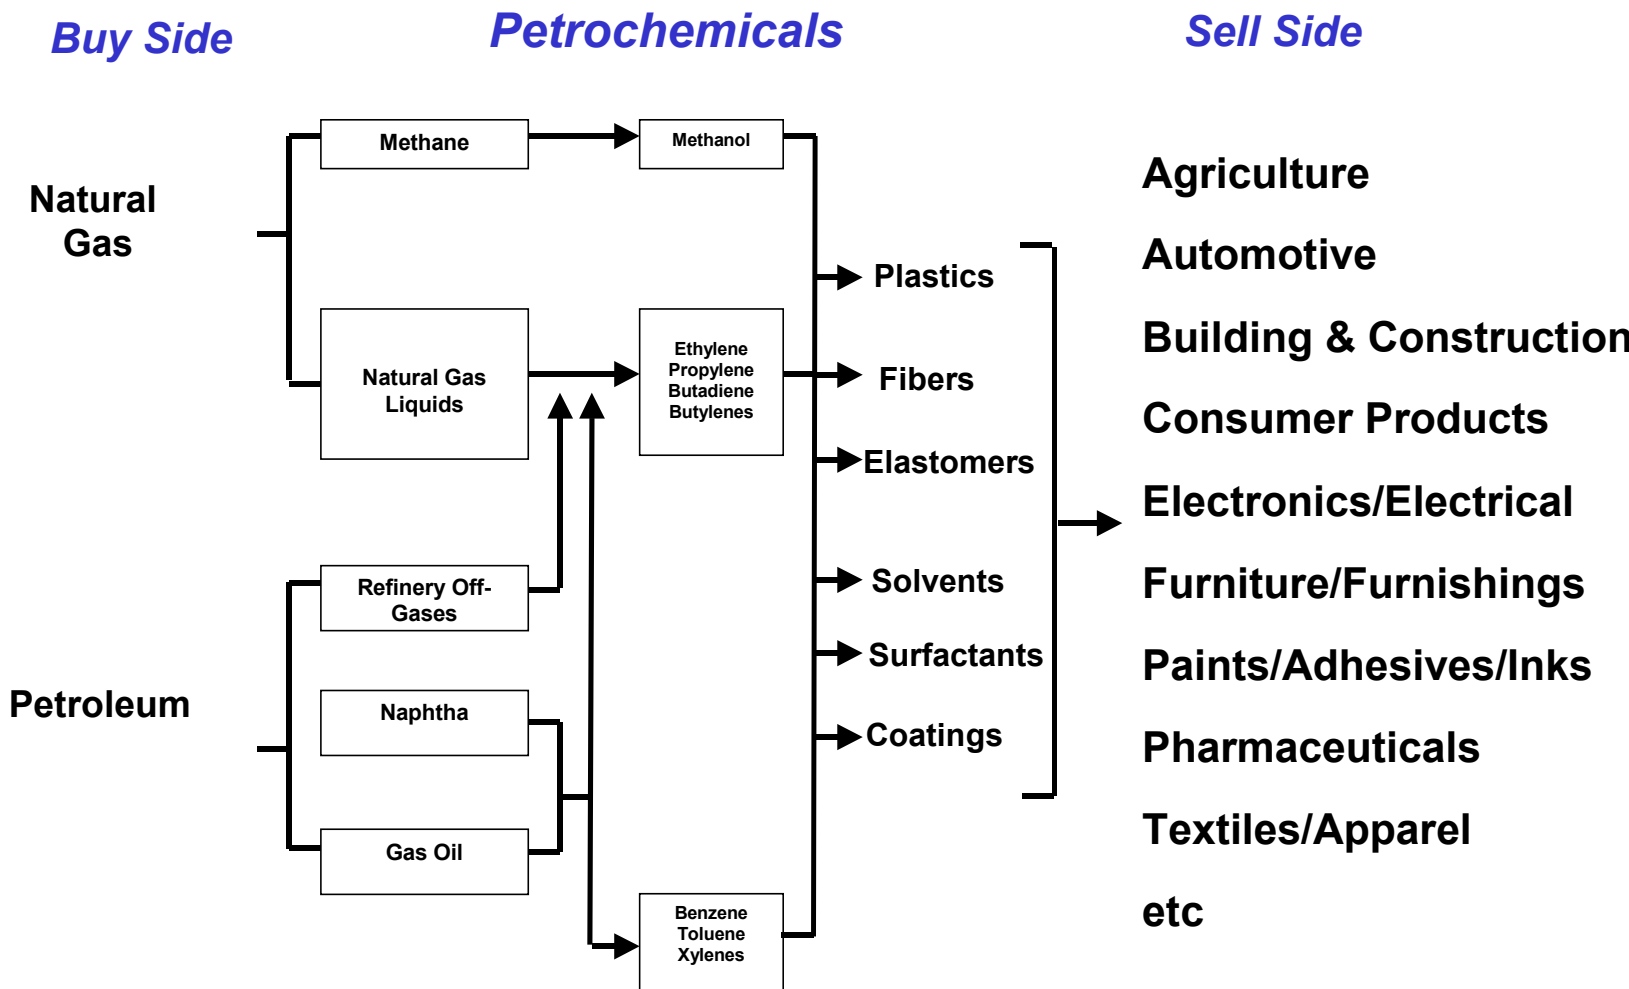 Buy Side
Petrochemicals
Sell Side
Natural
Gas
Petroleum
Methane
Natural Gas
Liquids
Refinery Off-
Gases
Naphtha
Gas Oil
Methanol
Ethylene
Propylene
Butadiene
Butylenes
Benzene
Toluene
Xylenes
Plastics
Fibers
Elastomers
Solvents
Surfactants
Coatings
Agriculture
Automotive
Building & Construction
Consumer Products
Electronics/Electrical
Furniture/Furnishings
Paints/Adhesives/Inks
Pharmaceuticals
Textiles/Apparel
etc